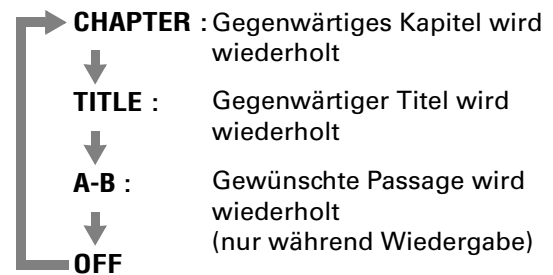 CHAPTER : Gegenwärtiges Kapitel wird
wiederholt
TITLE : Gegenwärtiger Titel wird
wiederholt
A-B : Gewünschte Passage wird
wiederholt
(nur während Wiedergabe)
OFF